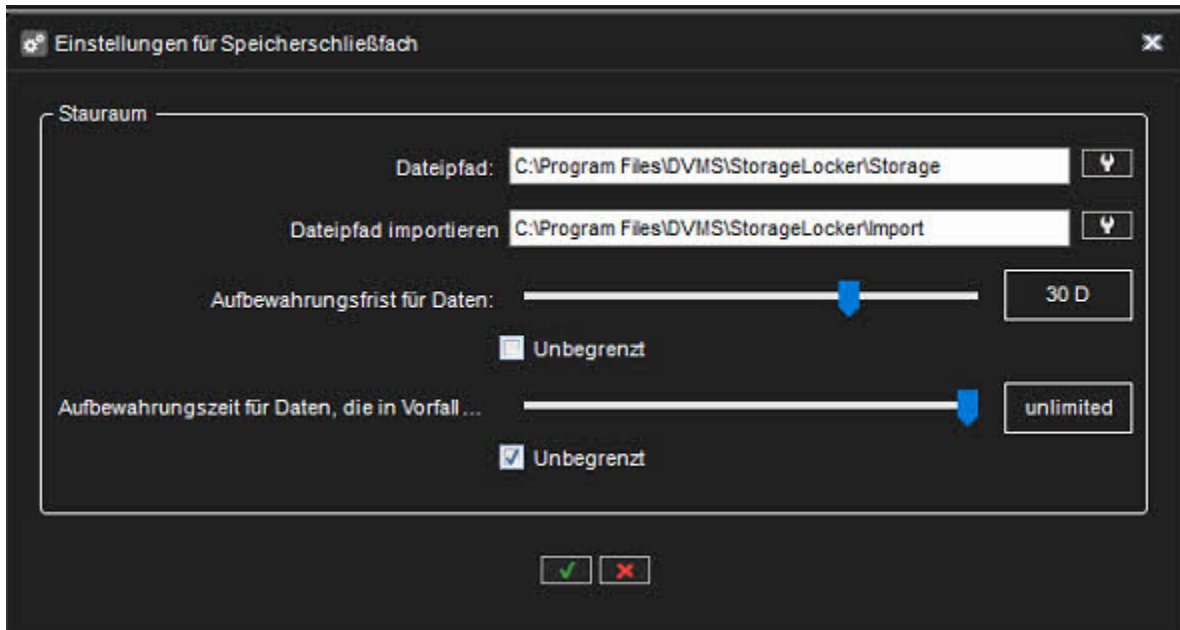 Einstellungen für Speicherschließfach
Stauraum
Dateipfad: C:\Program Files\DVMS\StorageLocker\Storage
Dateipfad importieren C:\Program Files\DVMS\StorageLocker\Import
Aufbewahrungsfrist für Daten: 30 D
Unbegrenzt
Aufbewahrungszeit für Daten, die in Vorfall ... unlimited
Unbegrenzt